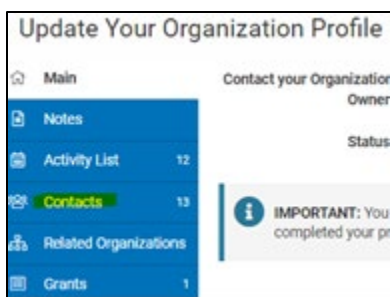 Update Your Organization Profile
Main
Contact your Organization
Owner
Notes
Status
Activity List 12
Contacts 13
IMPORTANT: You
completed your pr
Related Organizations
Grants 1